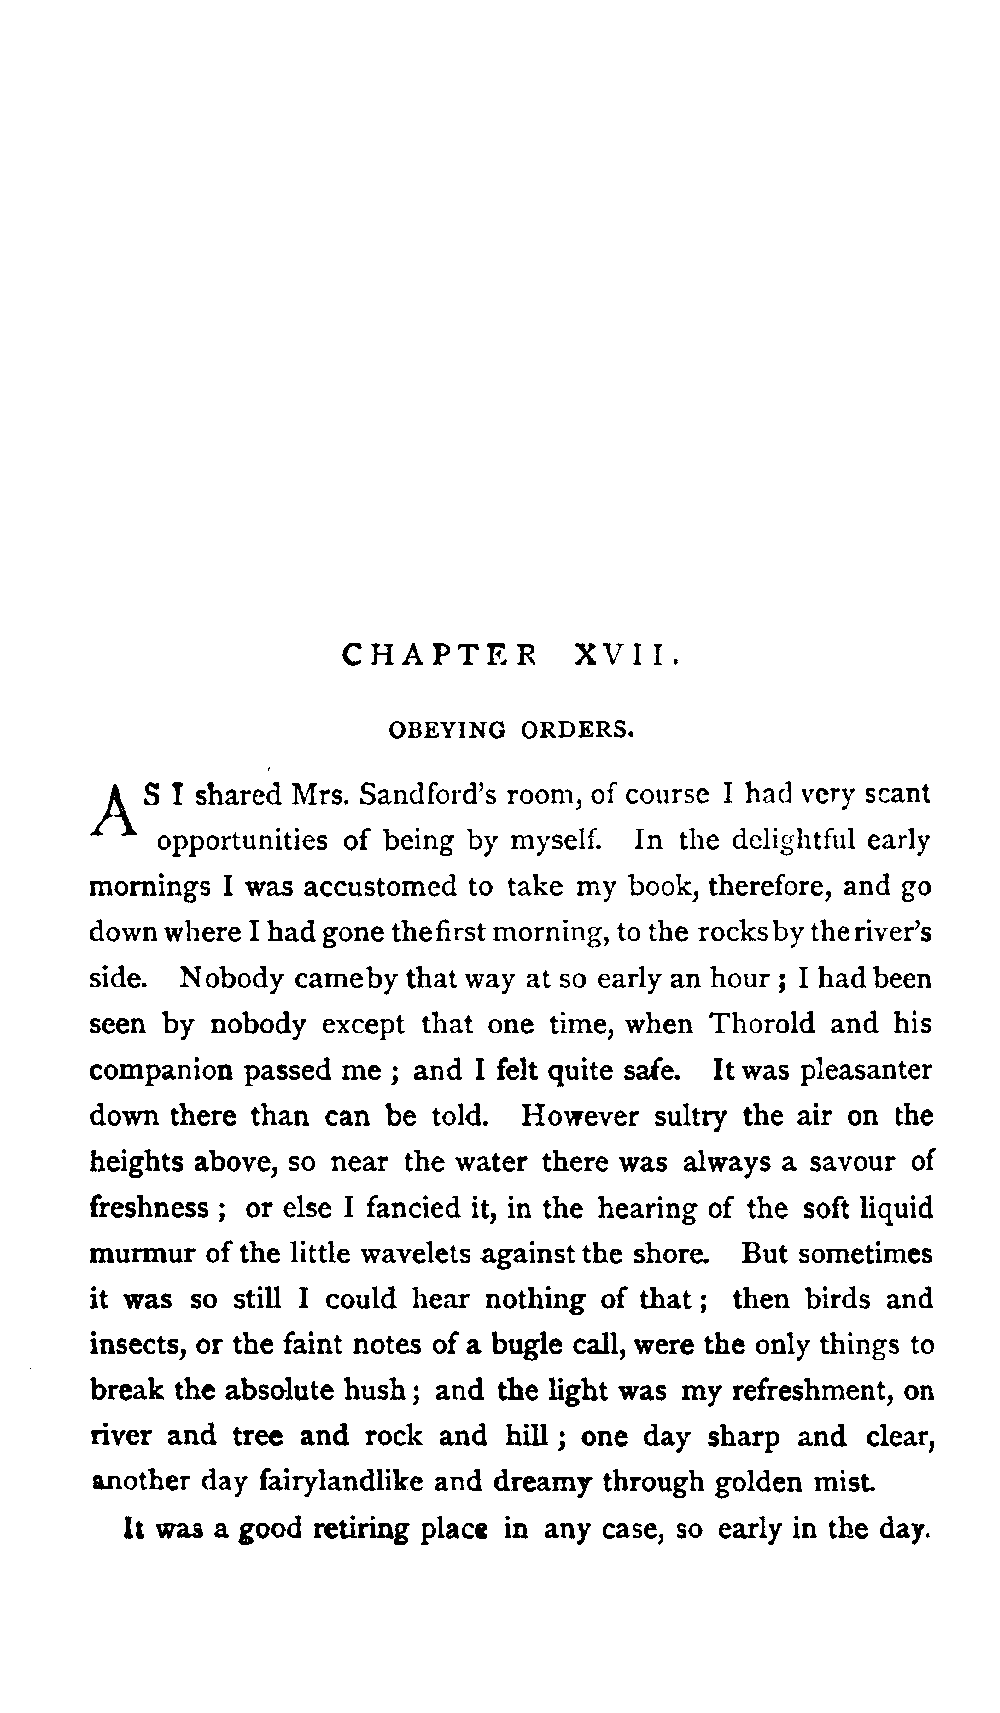 CHAPTER XVII.
OBEYING ORDERS.
AS I shared Mrs. Sandford's room, of course I had very scant
opportunities of being by myself. In the delightful early
mornings I was accustomed to take my book, therefore, and go
down where I had gone the first morning, to the rocks by the river's
side. Nobody came by that way at so early an hour; I had been
seen by nobody except that one time, when Thorold and his
companion passed me; and I felt quite safe. It was pleasanter
down there than can be told. However sultry the air on the
heights above, so near the water there was always a savour of
freshness; or else I fancied it, in the hearing of the soft liquid
murmur of the little wavelets against the shore. But sometimes
it was so still I could hear nothing of that; then birds and
insects, or the faint notes of a bugle call, were the only things to
break the absolute hush; and the light was my refreshment, on
river and tree and rock and hill; one day sharp and clear,
another day fairylandlike and dreamy through golden mist.
It was a good retiring place in any case, so early in the day.